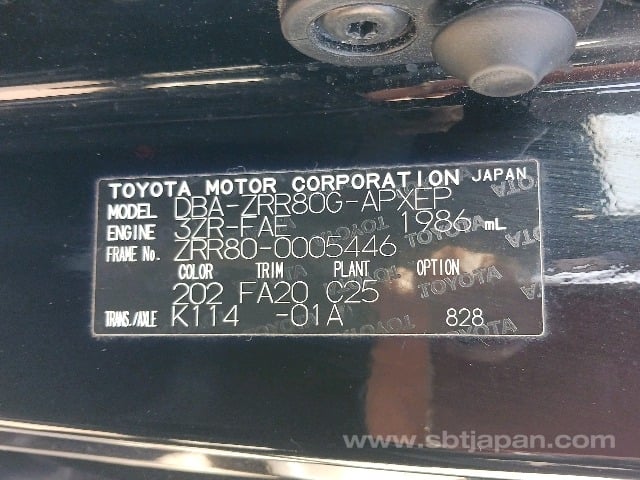 TOYOTA MOTOR CORPORATION JAPAN
MODEL DBA-ZRR80G-APXEP
ENGINE 3ZR-FAE 1986 mL
FRAME No. ZRR80-0005446
COLOR TRIM PLANT OPTION
202 FA20 C25
TRANS./AXLE K114 -01A 828
www.sbtjapan.com